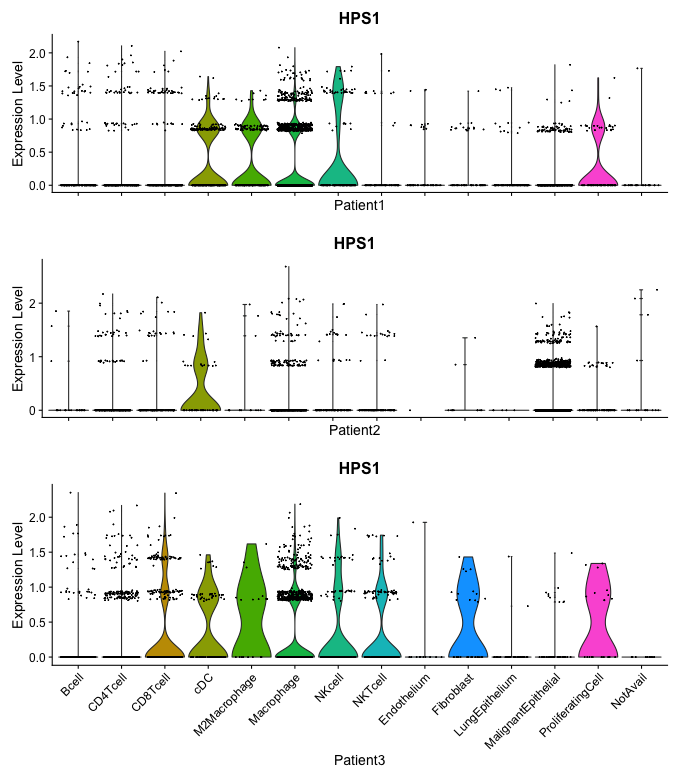 HPS1
Expression Level
2.0
1.5
1.0
0.5
0.0
Patient1
HPS1
Expression Level
2
1
0
Patient2
HPS1
Expression Level
2.0
1.5
1.0
0.5
0.0
Bcell
CD4Tcell
CD8Tcell
cDC
M2Macrophage
Macrophage
NKcell
NKTcell
Endothelium
Fibroblast
LungEpithelium
MalignantEpithelial
ProliferatingCell
NotAvail
Patient3